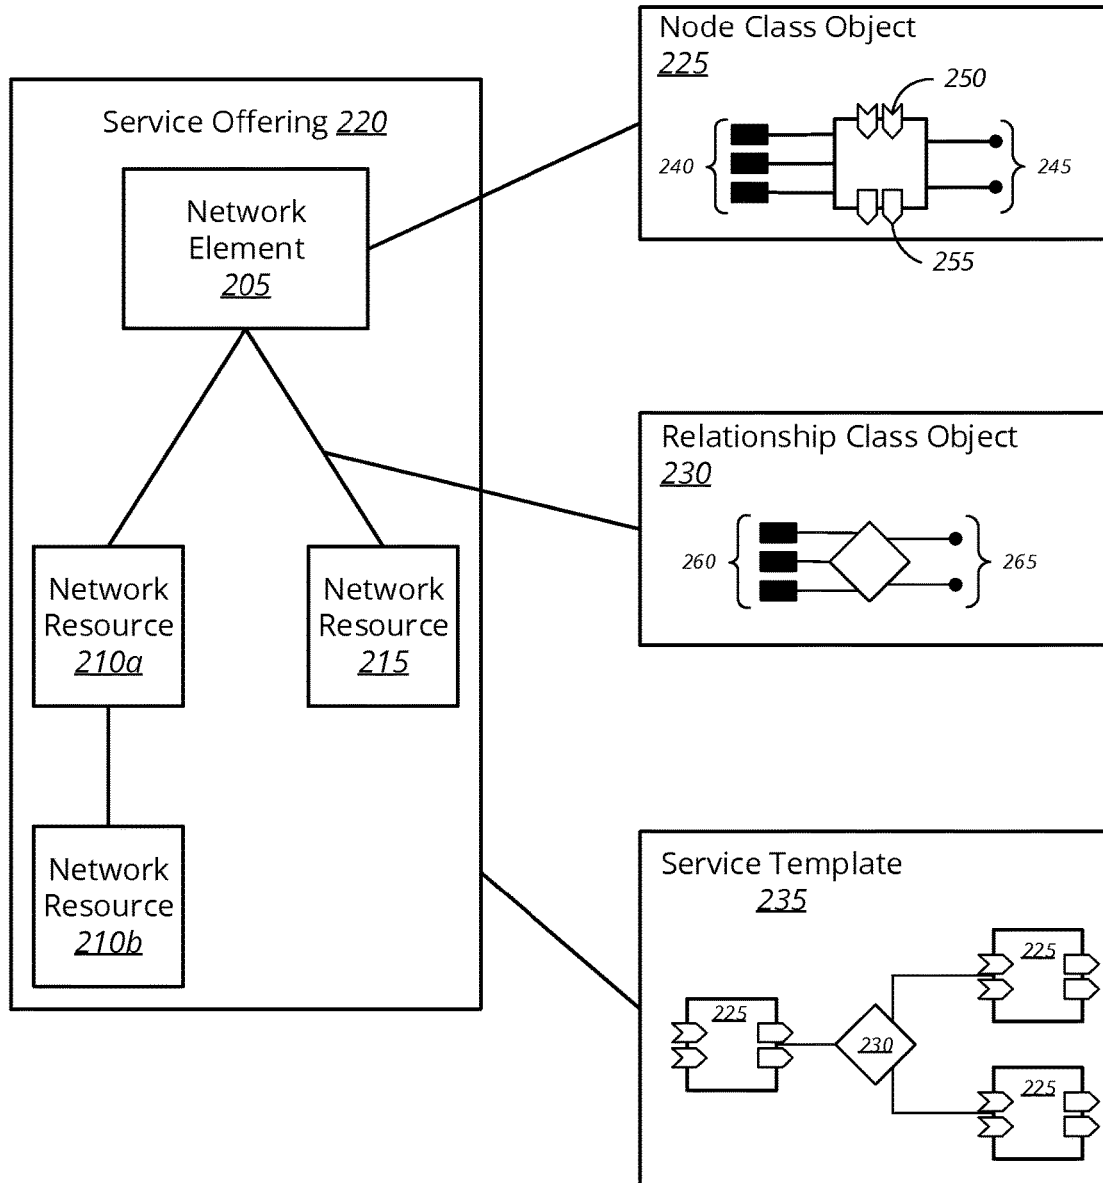 Service Offering 220
Network
Element
205
Network
Resource
210a
Network
Resource
215
Network
Resource
210b
Node Class Object
225
250
240
245
255
Relationship Class Object
230
260
265
Service Template
235
225
230
225
225